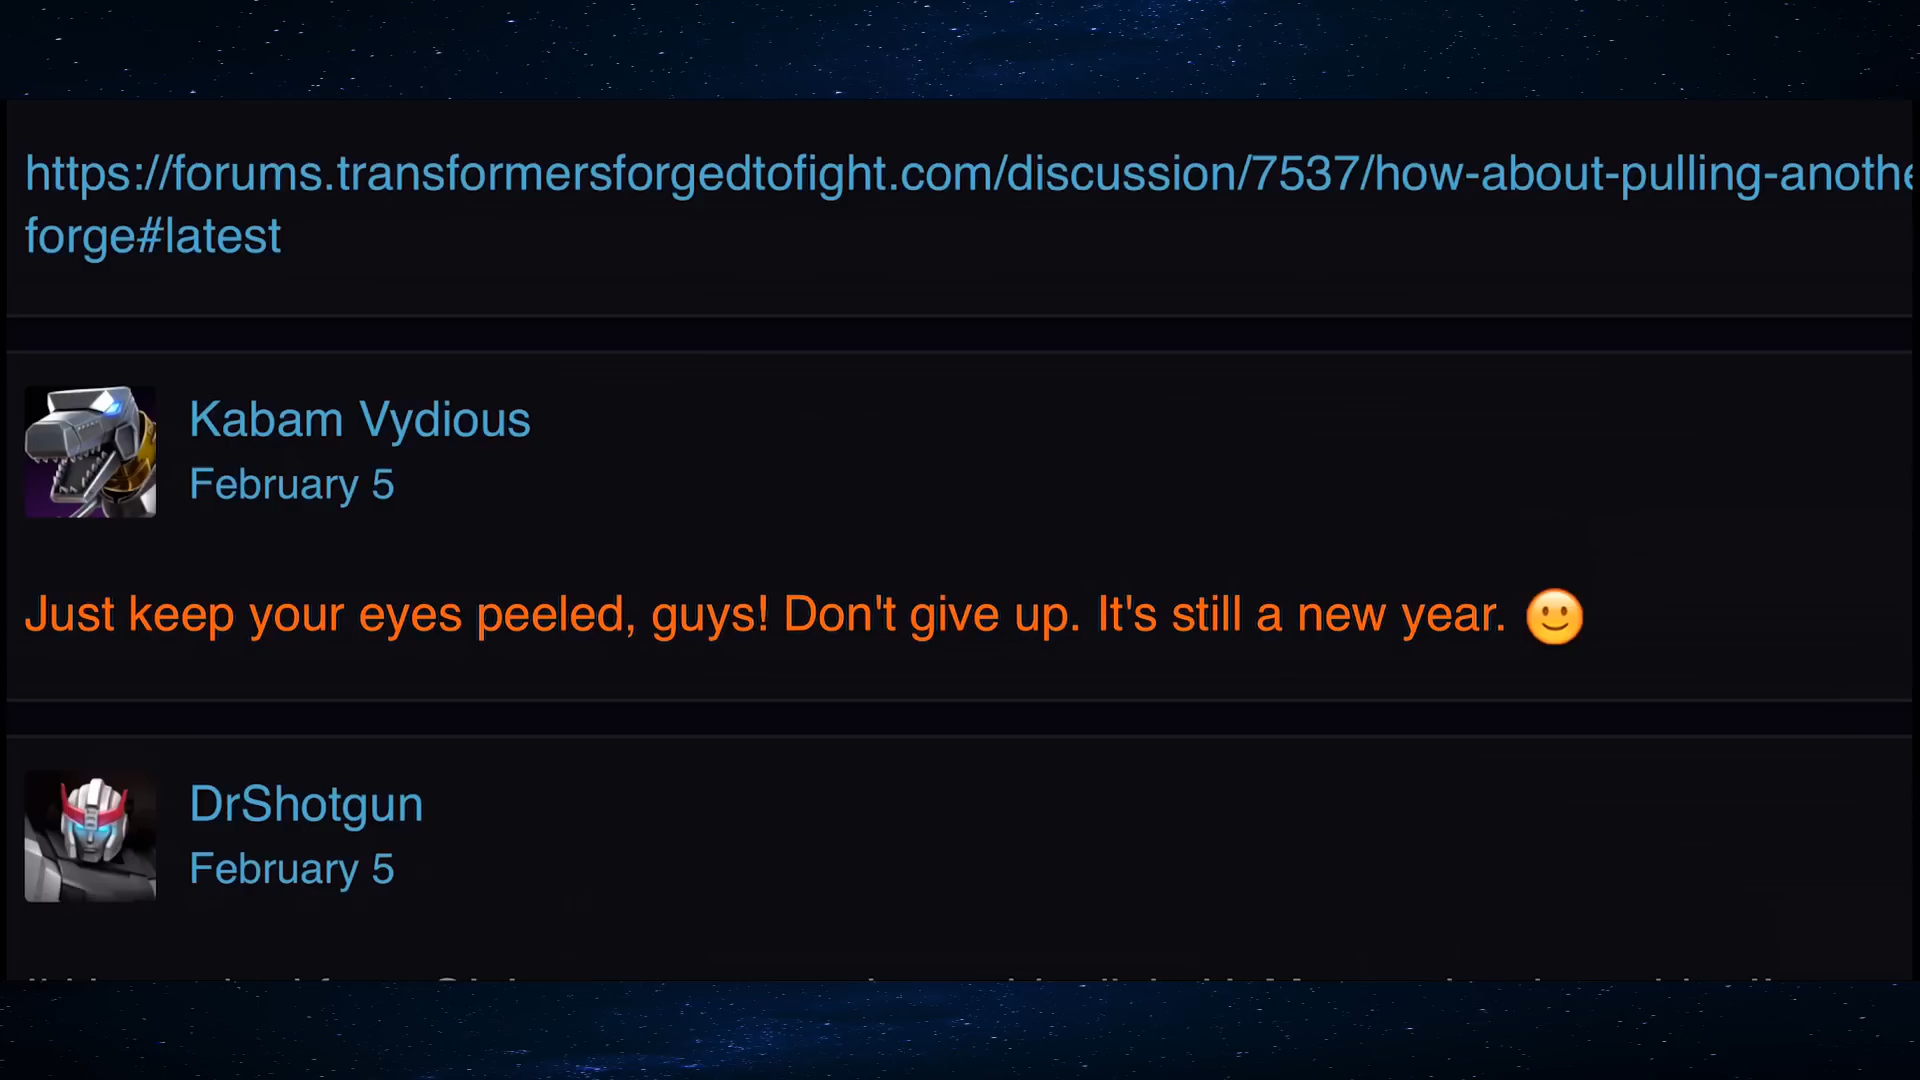 https://forums.transformersforgedtofight.com/discussion/7537/how-about-pulling-anothe
forge#latest
Kabam Vydious
February 5
Just keep your eyes peeled, guys! Don't give up. It's still a new year. 🙂
DrShotgun
February 5